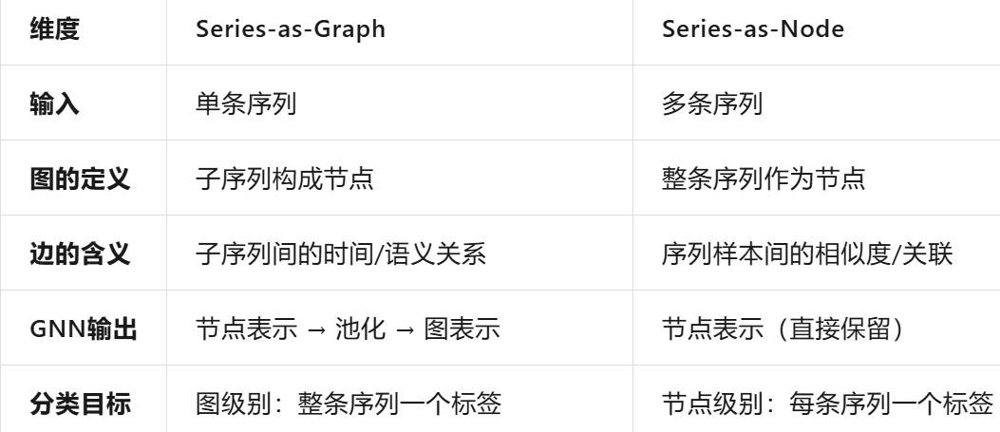 维度 Series-as-Graph Series-as-Node
输入 单条序列 多条序列
图的定义 子序列构成节点 整条序列作为节点
边的含义 子序列间的时间/语义关系 序列样本间的相似度/关联
GNN输出 节点表示 → 池化 → 图表示 节点表示（直接保留）
分类目标 图级别：整条序列一个标签 节点级别：每条序列一个标签